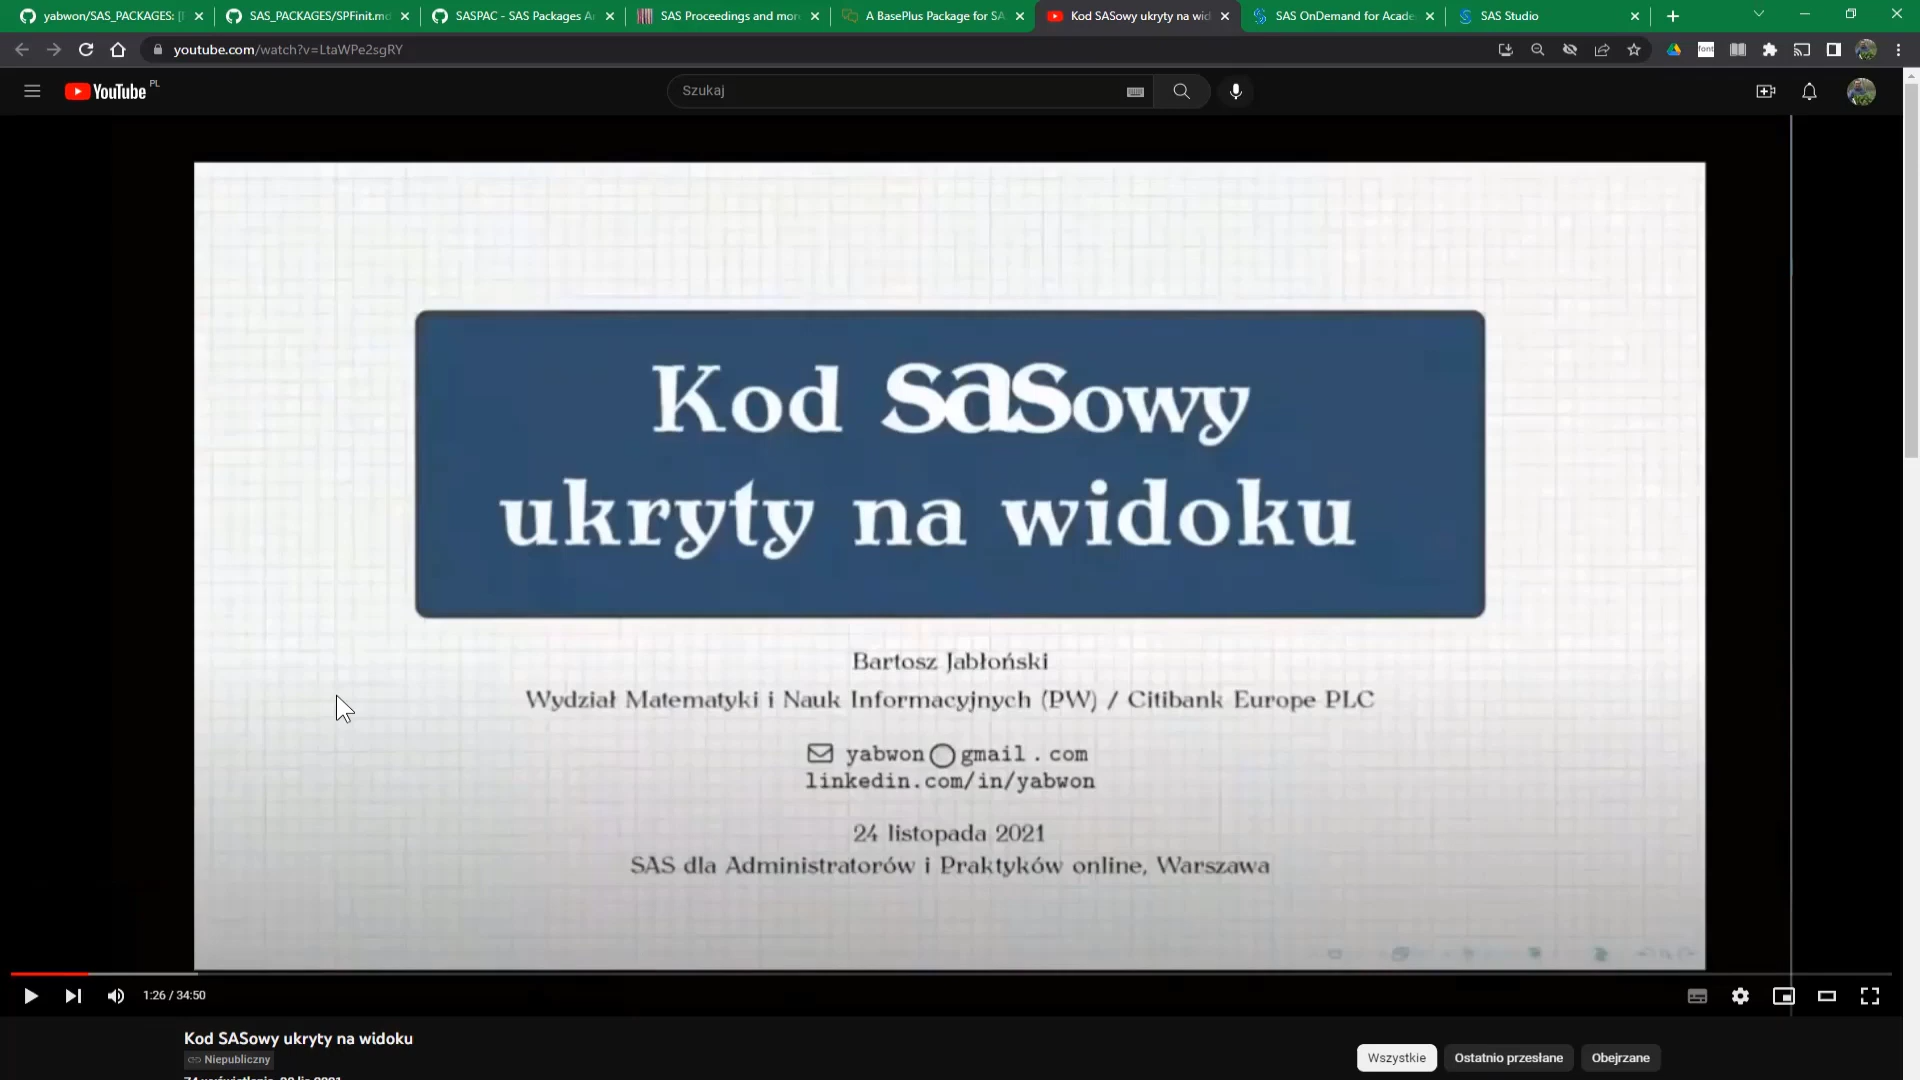 yabwon/SAS_PACKAGES: [
SAS_PACKAGES/SPFinit.md
SASPAC - SAS Packages A
SAS Proceedings and mor
A BasePlus Package for SA
Kod SASowy ukryty na wid
SAS OnDemand for Acade
SAS Studio
youtube.com/watch?v=LtaWPe2sgRY
font
YouTube PL
Szukaj
Kod SASowy
ukryty na widoku
Bartosz Jabłoński
Wydział Matematyki i Nauk Informacyjnych (PW) / Citibank Europe PLC
yabwon gmail . com
linkedin.com/in/yabwon
24 listopada 2021
SAS dla Administratorów i Praktyków online, Warszawa
1:26 / 34:50
Kod SASowy ukryty na widoku
Niepubliczny
Wszystkie
Ostatnio przesłane
Obejrzane